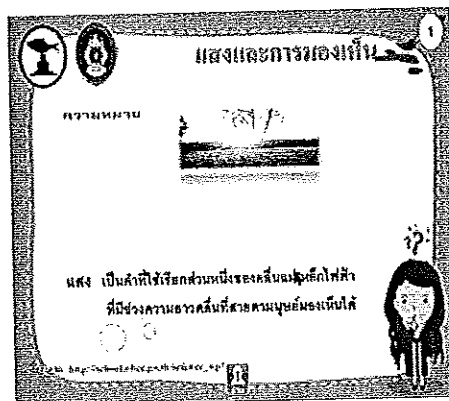 1
แสงและการมองเห็น
ความหมาย
แสง เป็นคำที่ใช้เรียกส่วนหนึ่งของคลื่นแม่เหล็กไฟฟ้า
ที่มีช่วงความยาวคลื่นที่สายตามนุษย์มองเห็นได้